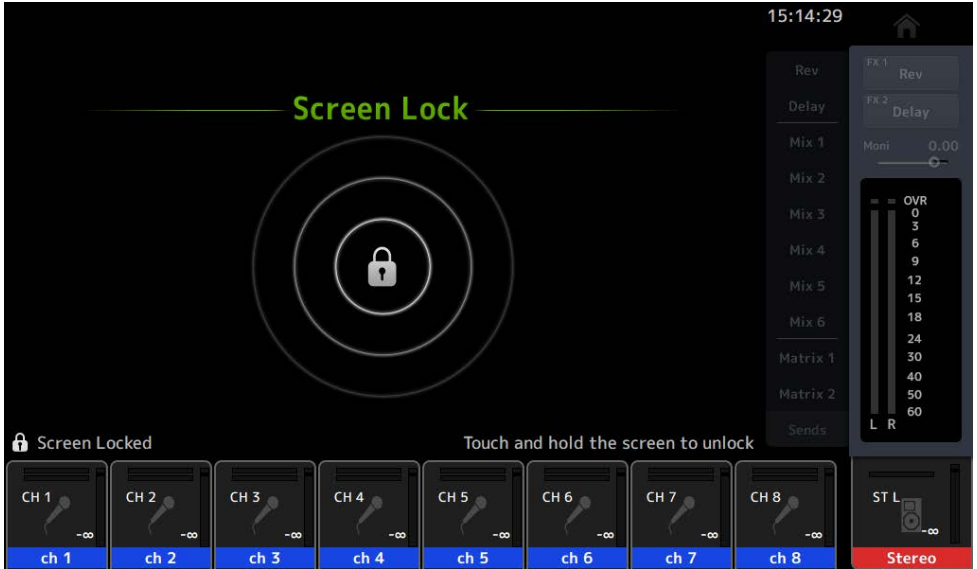 15:14:29
Screen Lock
Rev
Delay
Mix 1
Mix 2
Mix 3
Mix 4
Mix 5
Mix 6
Matrix 1
Matrix 2
Sends
FX 1
Rev
FX 2
Delay
Moni 0.00
OVR
0
3
6
9
12
15
18
24
30
40
50
60
L R
Screen Locked
Touch and hold the screen to unlock
CH 1
-∞
ch 1
CH 2
-∞
ch 2
CH 3
-∞
ch 3
CH 4
-∞
ch 4
CH 5
-∞
ch 5
CH 6
-∞
ch 6
CH 7
-∞
ch 7
CH 8
-∞
ch 8
ST L
-∞
Stereo